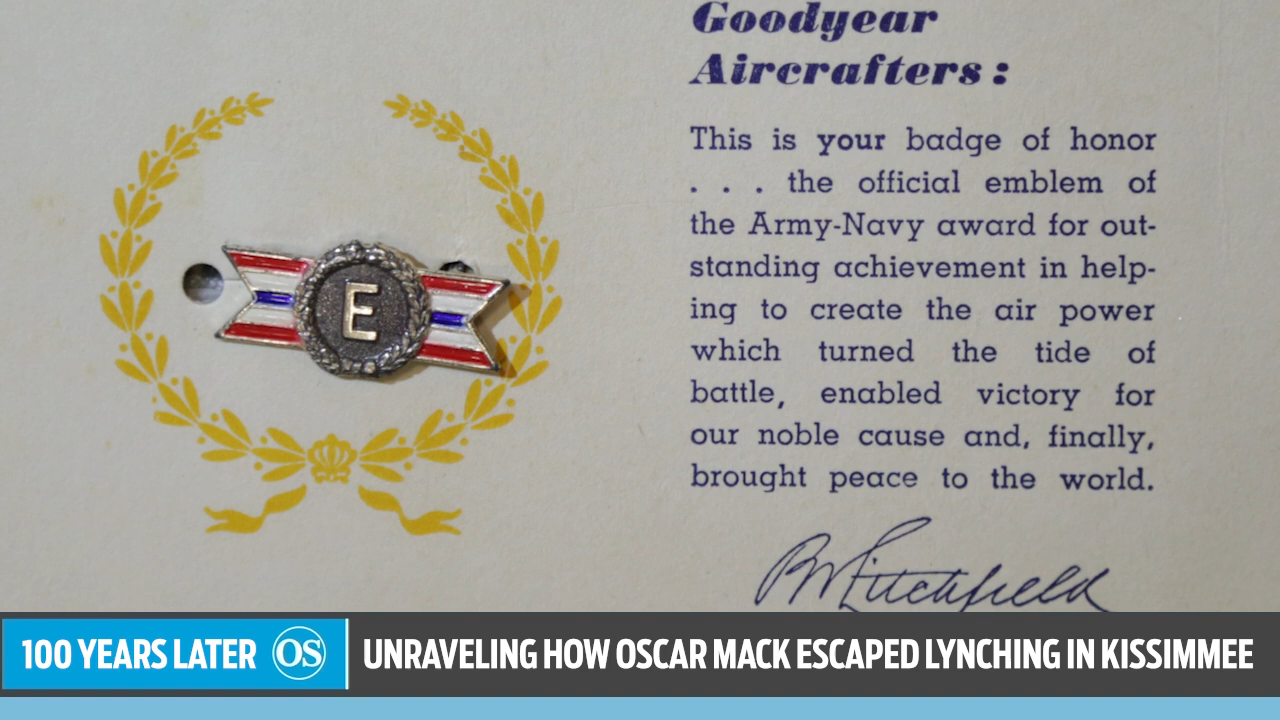 Goodyear
Aircrafters:
This is your badge of honor
. . . the official emblem of
the Army-Navy award for out-
standing achievement in help-
ing to create the air power
which turned the tide of
battle, enabled victory for
our noble cause and, finally,
brought peace to the world.
E
PW Litchfield
100 YEARS LATER OS UNRAVELING HOW OSCAR MACK ESCAPED LYNCHING IN KISSIMMEE